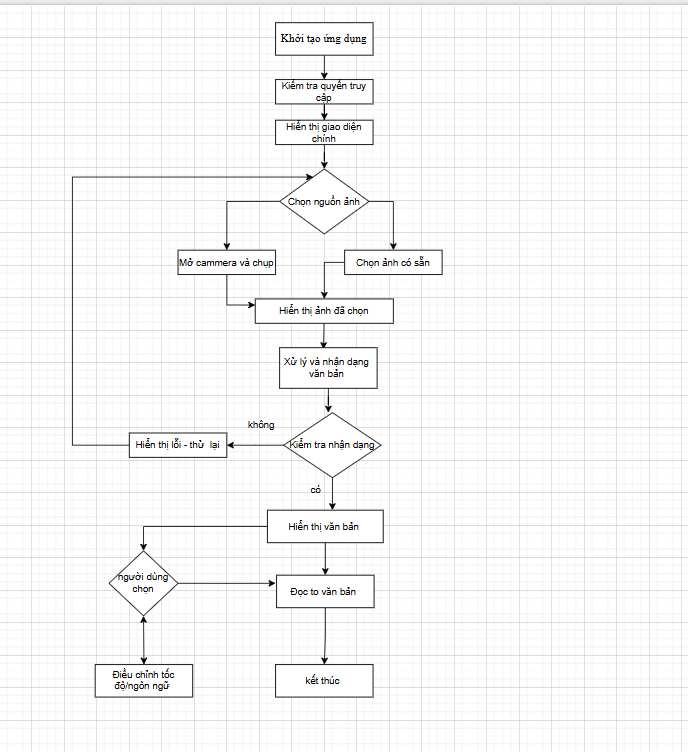 Khởi tạo ứng dụng
Kiểm tra quyền truy
cập
Hiển thị giao diện
chính
Chọn nguồn ảnh
Mở cammera và chụp
Chọn ảnh có sẵn
Hiển thị ảnh đã chọn
Xử lý và nhận dạng
văn bản
không
Hiển thị lỗi - thử lại
Kiểm tra nhận dạng
có
Hiển thị văn bản
người dùng
chọn
Đọc to văn bản
Điều chỉnh tốc
độ/ngôn ngữ
kết thúc